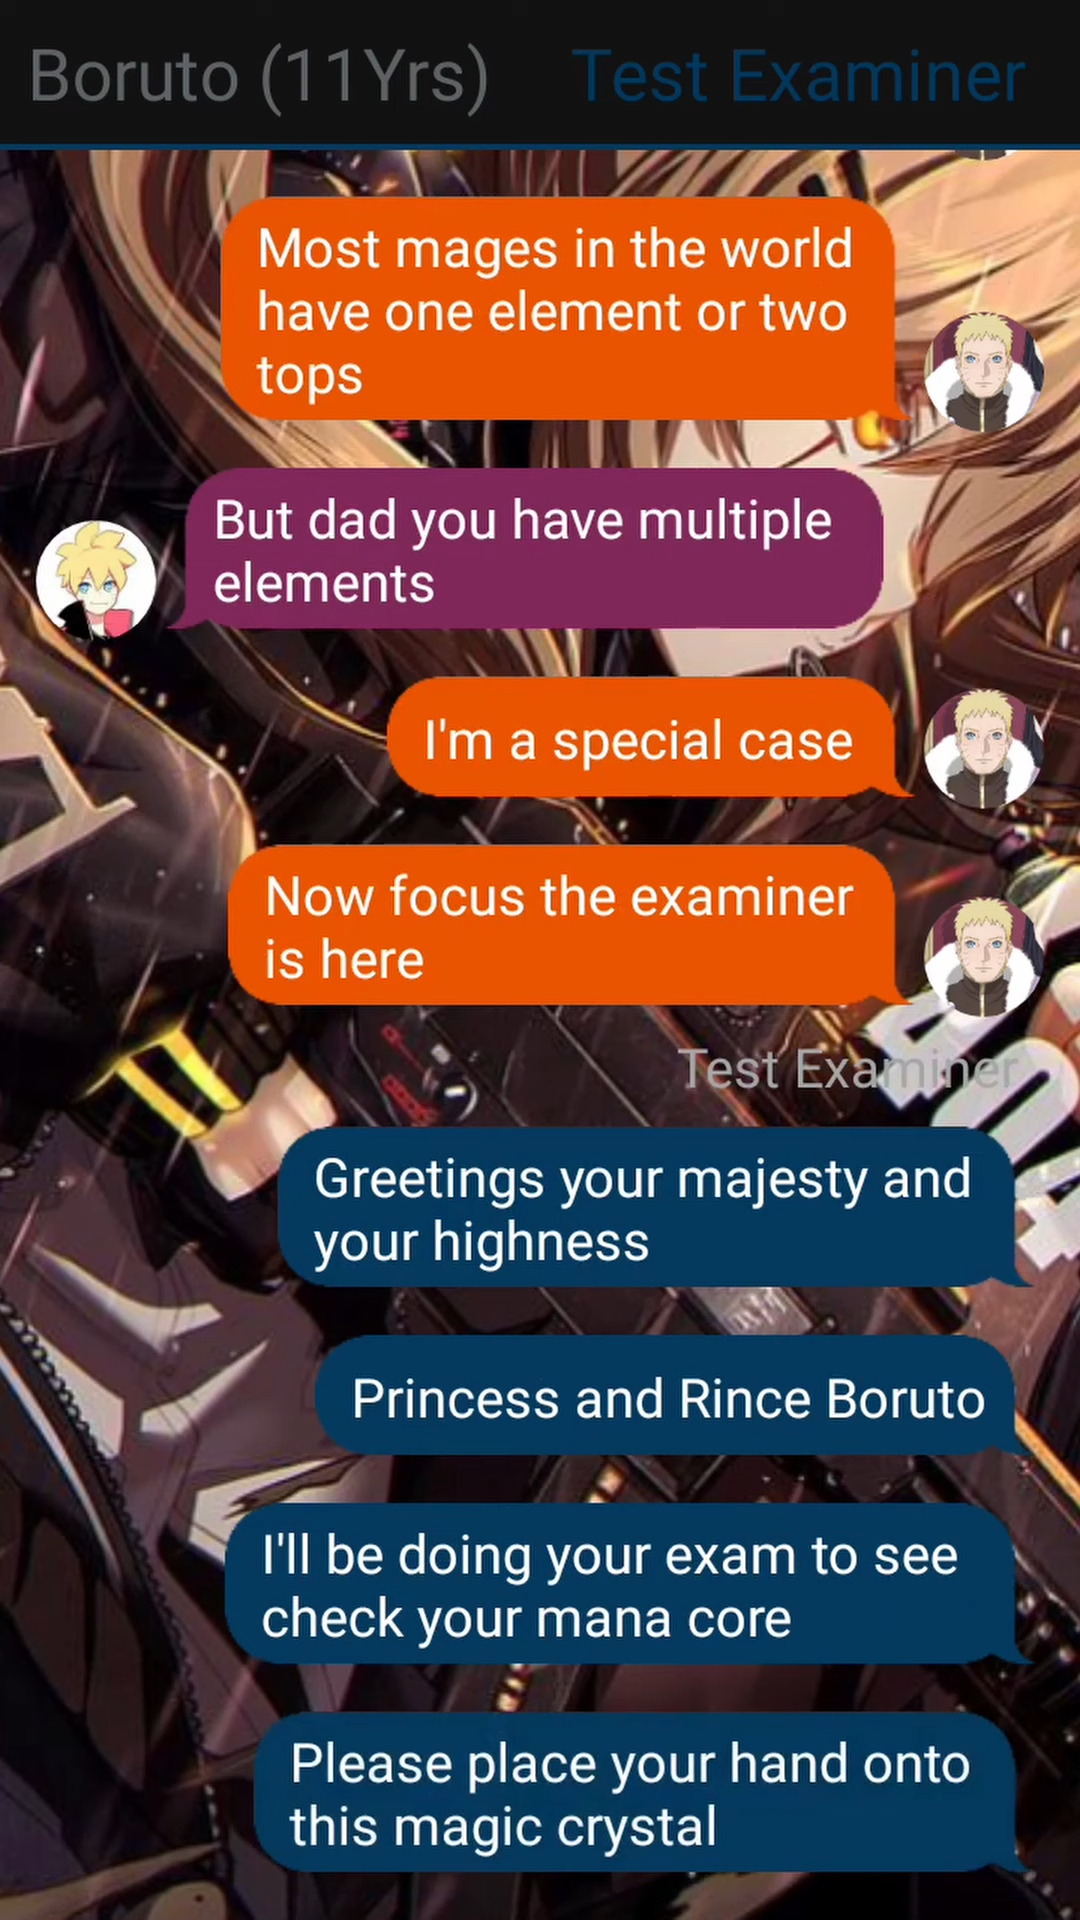 Boruto (11Yrs)
Test Examiner
Most mages in the world
have one element or two
tops
But dad you have multiple
elements
I'm a special case
Now focus the examiner
is here
Test Examiner
Greetings your majesty and
your highness
Princess and Rince Boruto
I'll be doing your exam to see
check your mana core
Please place your hand onto
this magic crystal